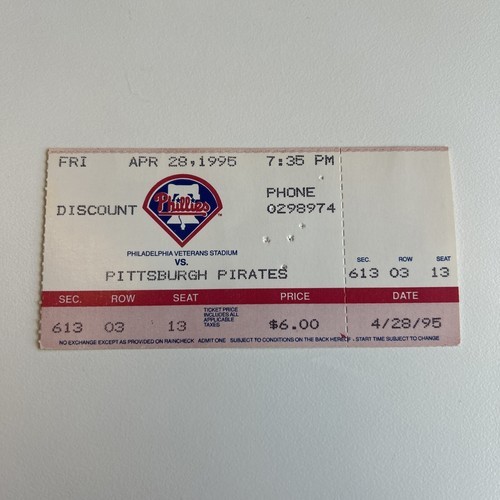 FRI APR 28,1995 7:35 PM
Phillies
PHONE
DISCOUNT 0298974
PHILADELPHIA VETERANS STADIUM
VS.
PITTSBURGH PIRATES
SEC. ROW SEAT
613 03 13
SEC. ROW SEAT PRICE DATE
613 03 13 TICKET PRICE INCLUDES ALL APPLICABLE TAXES $6.00 4/28/95
NO EXCHANGE EXCEPT AS PROVIDED ON RAINCHECK ADMIT ONE SUBJECT TO CONDITIONS ON THE BACK HEREOF - START TIME SUBJECT TO CHANGE